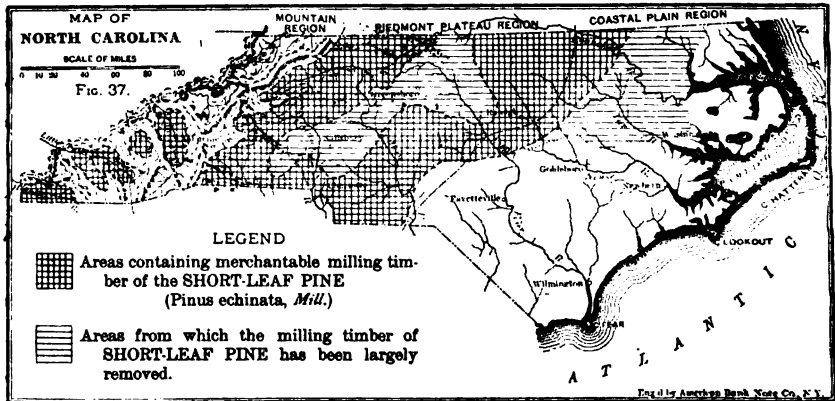 MAP OF
NORTH CAROLINA
SCALE OF MILES
0 10 20 40 60 80 100
FIG. 37.
MOUNTAIN
REGION
PIEDMONT PLATEAU REGION
COASTAL PLAIN REGION
Goldsboro
Fayetteville
Wilmington
C. HATTERAS
LOOKOUT
FEAR
ATLANTIC
LEGEND
Areas containing merchantable milling tim-
ber of the SHORT-LEAF PINE
(Pinus echinata, Mill.)
Areas from which the milling timber of
SHORT-LEAF PINE has been largely
removed.
Eng'd by American Bank Note Co., N.Y.